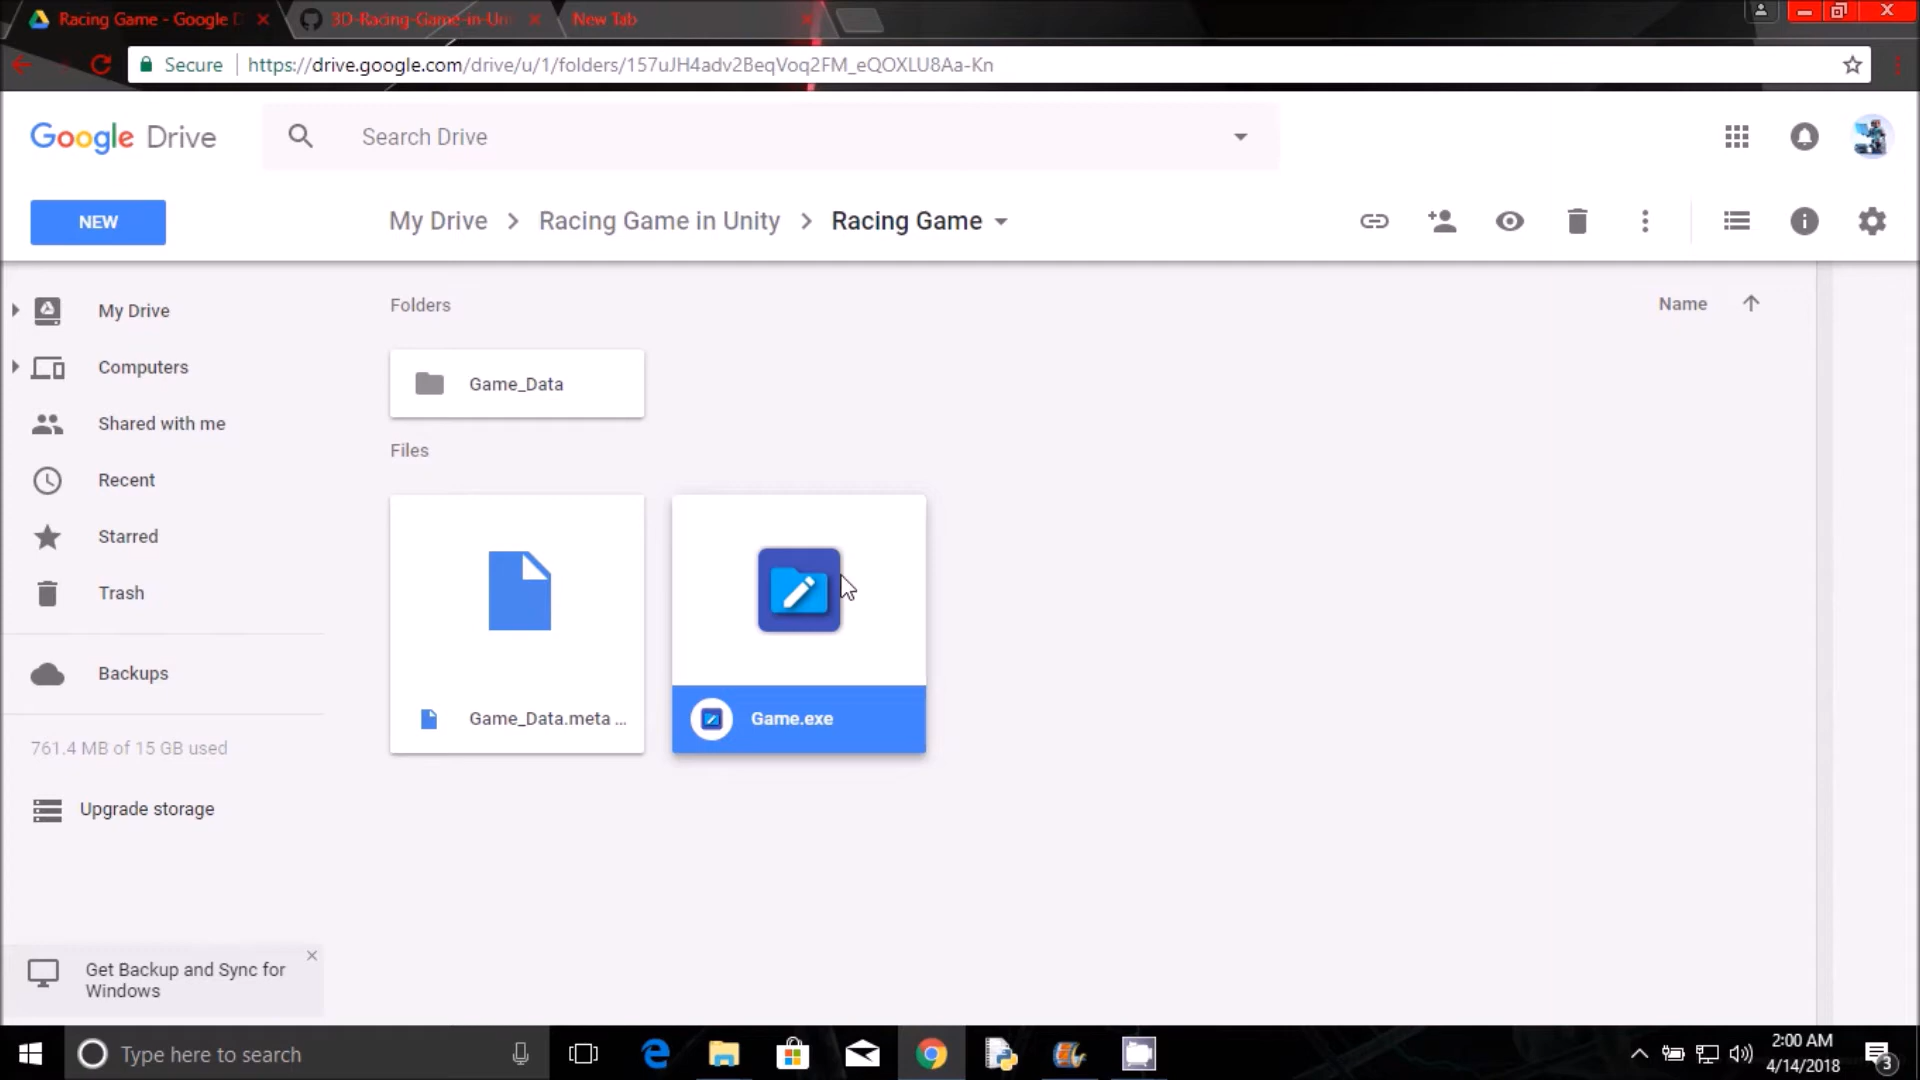 Racing Game - Google D
3D-Racing-Game-in-Uni
New Tab
Secure
https://drive.google.com/drive/u/1/folders/157uJH4adv2BeqVoq2FM_eQOXLU8Aa-Kn
Google Drive
Search Drive
NEW
My Drive
Racing Game in Unity
Racing Game
My Drive
Computers
Shared with me
Recent
Starred
Trash
Backups
761.4 MB of 15 GB used
Upgrade storage
Get Backup and Sync for
Windows
Folders
Name
Game_Data
Files
Game_Data.meta ...
Game.exe
Type here to search
2:00 AM
4/14/2018
3